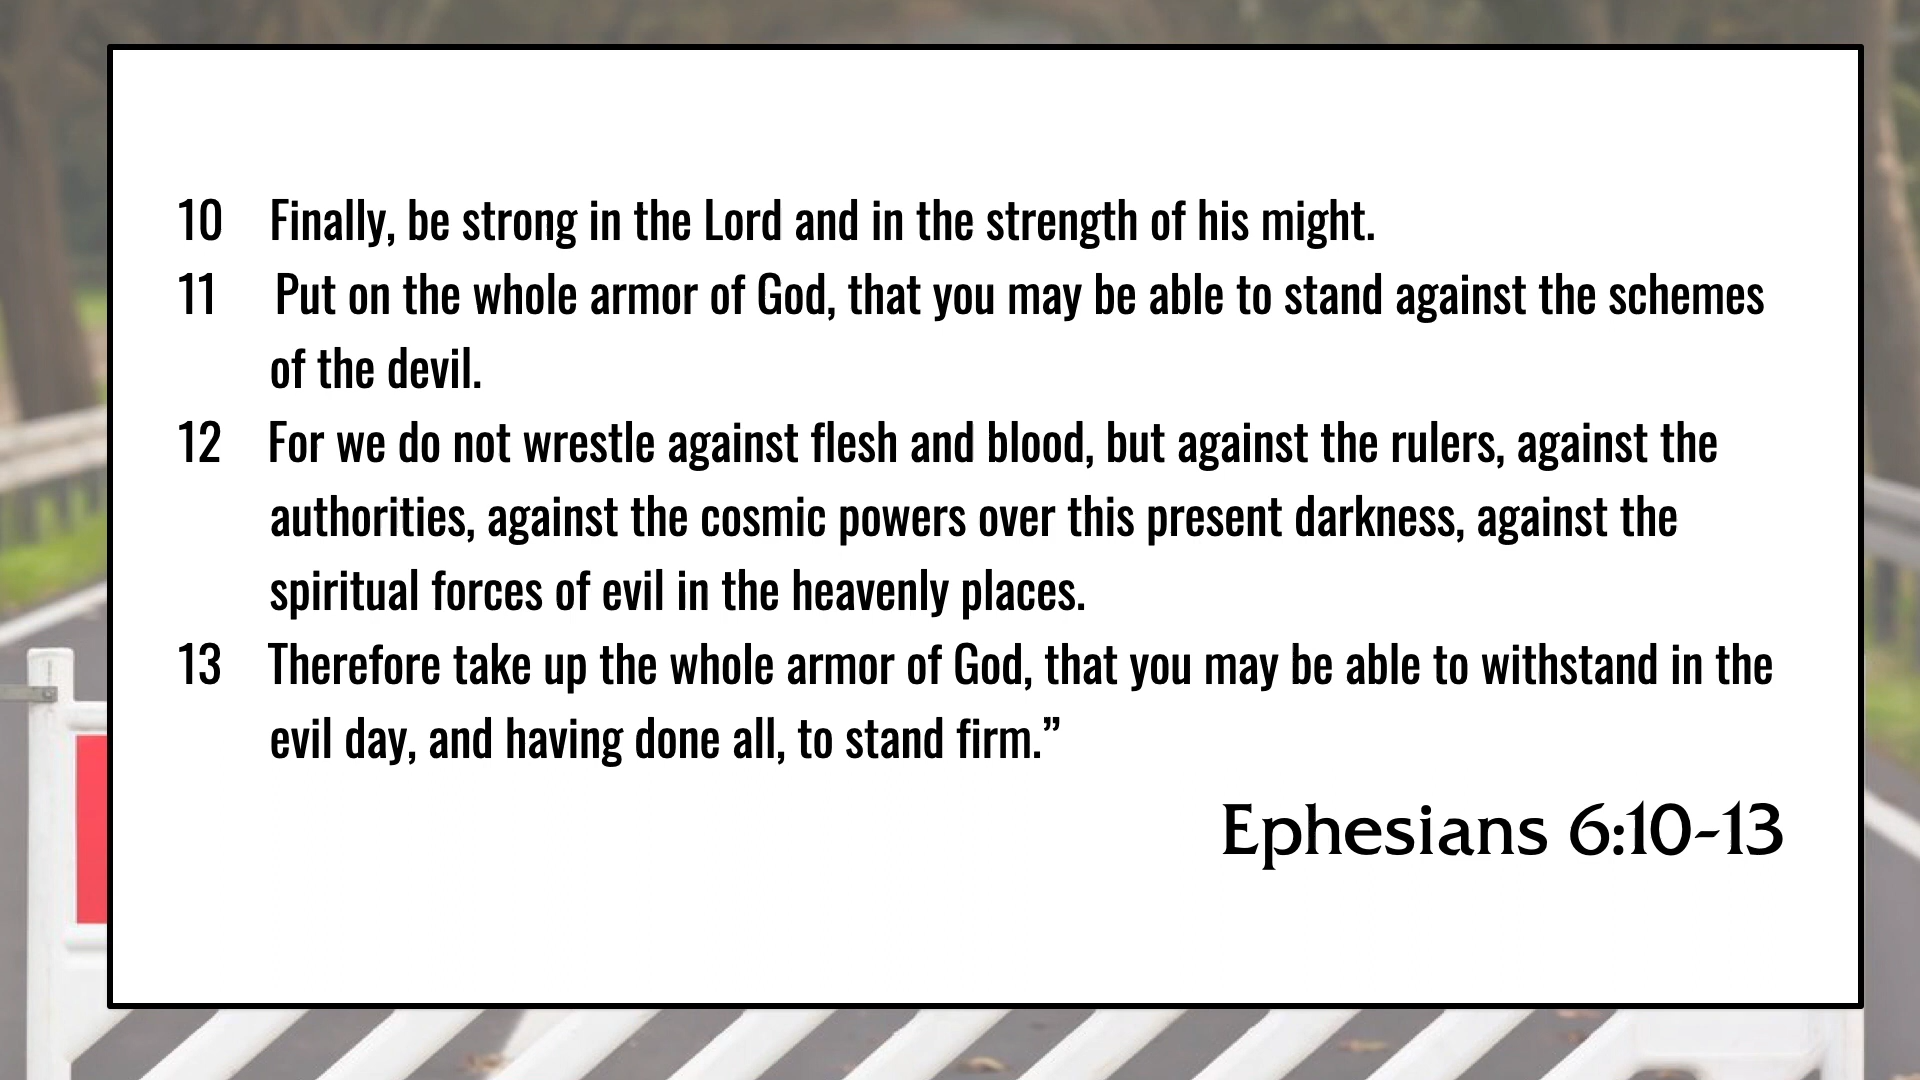 10 Finally, be strong in the Lord and in the strength of his might.
11 Put on the whole armor of God, that you may be able to stand against the schemes
of the devil.
12 For we do not wrestle against flesh and blood, but against the rulers, against the
authorities, against the cosmic powers over this present darkness, against the
spiritual forces of evil in the heavenly places.
13 Therefore take up the whole armor of God, that you may be able to withstand in the
evil day, and having done all, to stand firm.”
Ephesians 6:10-13